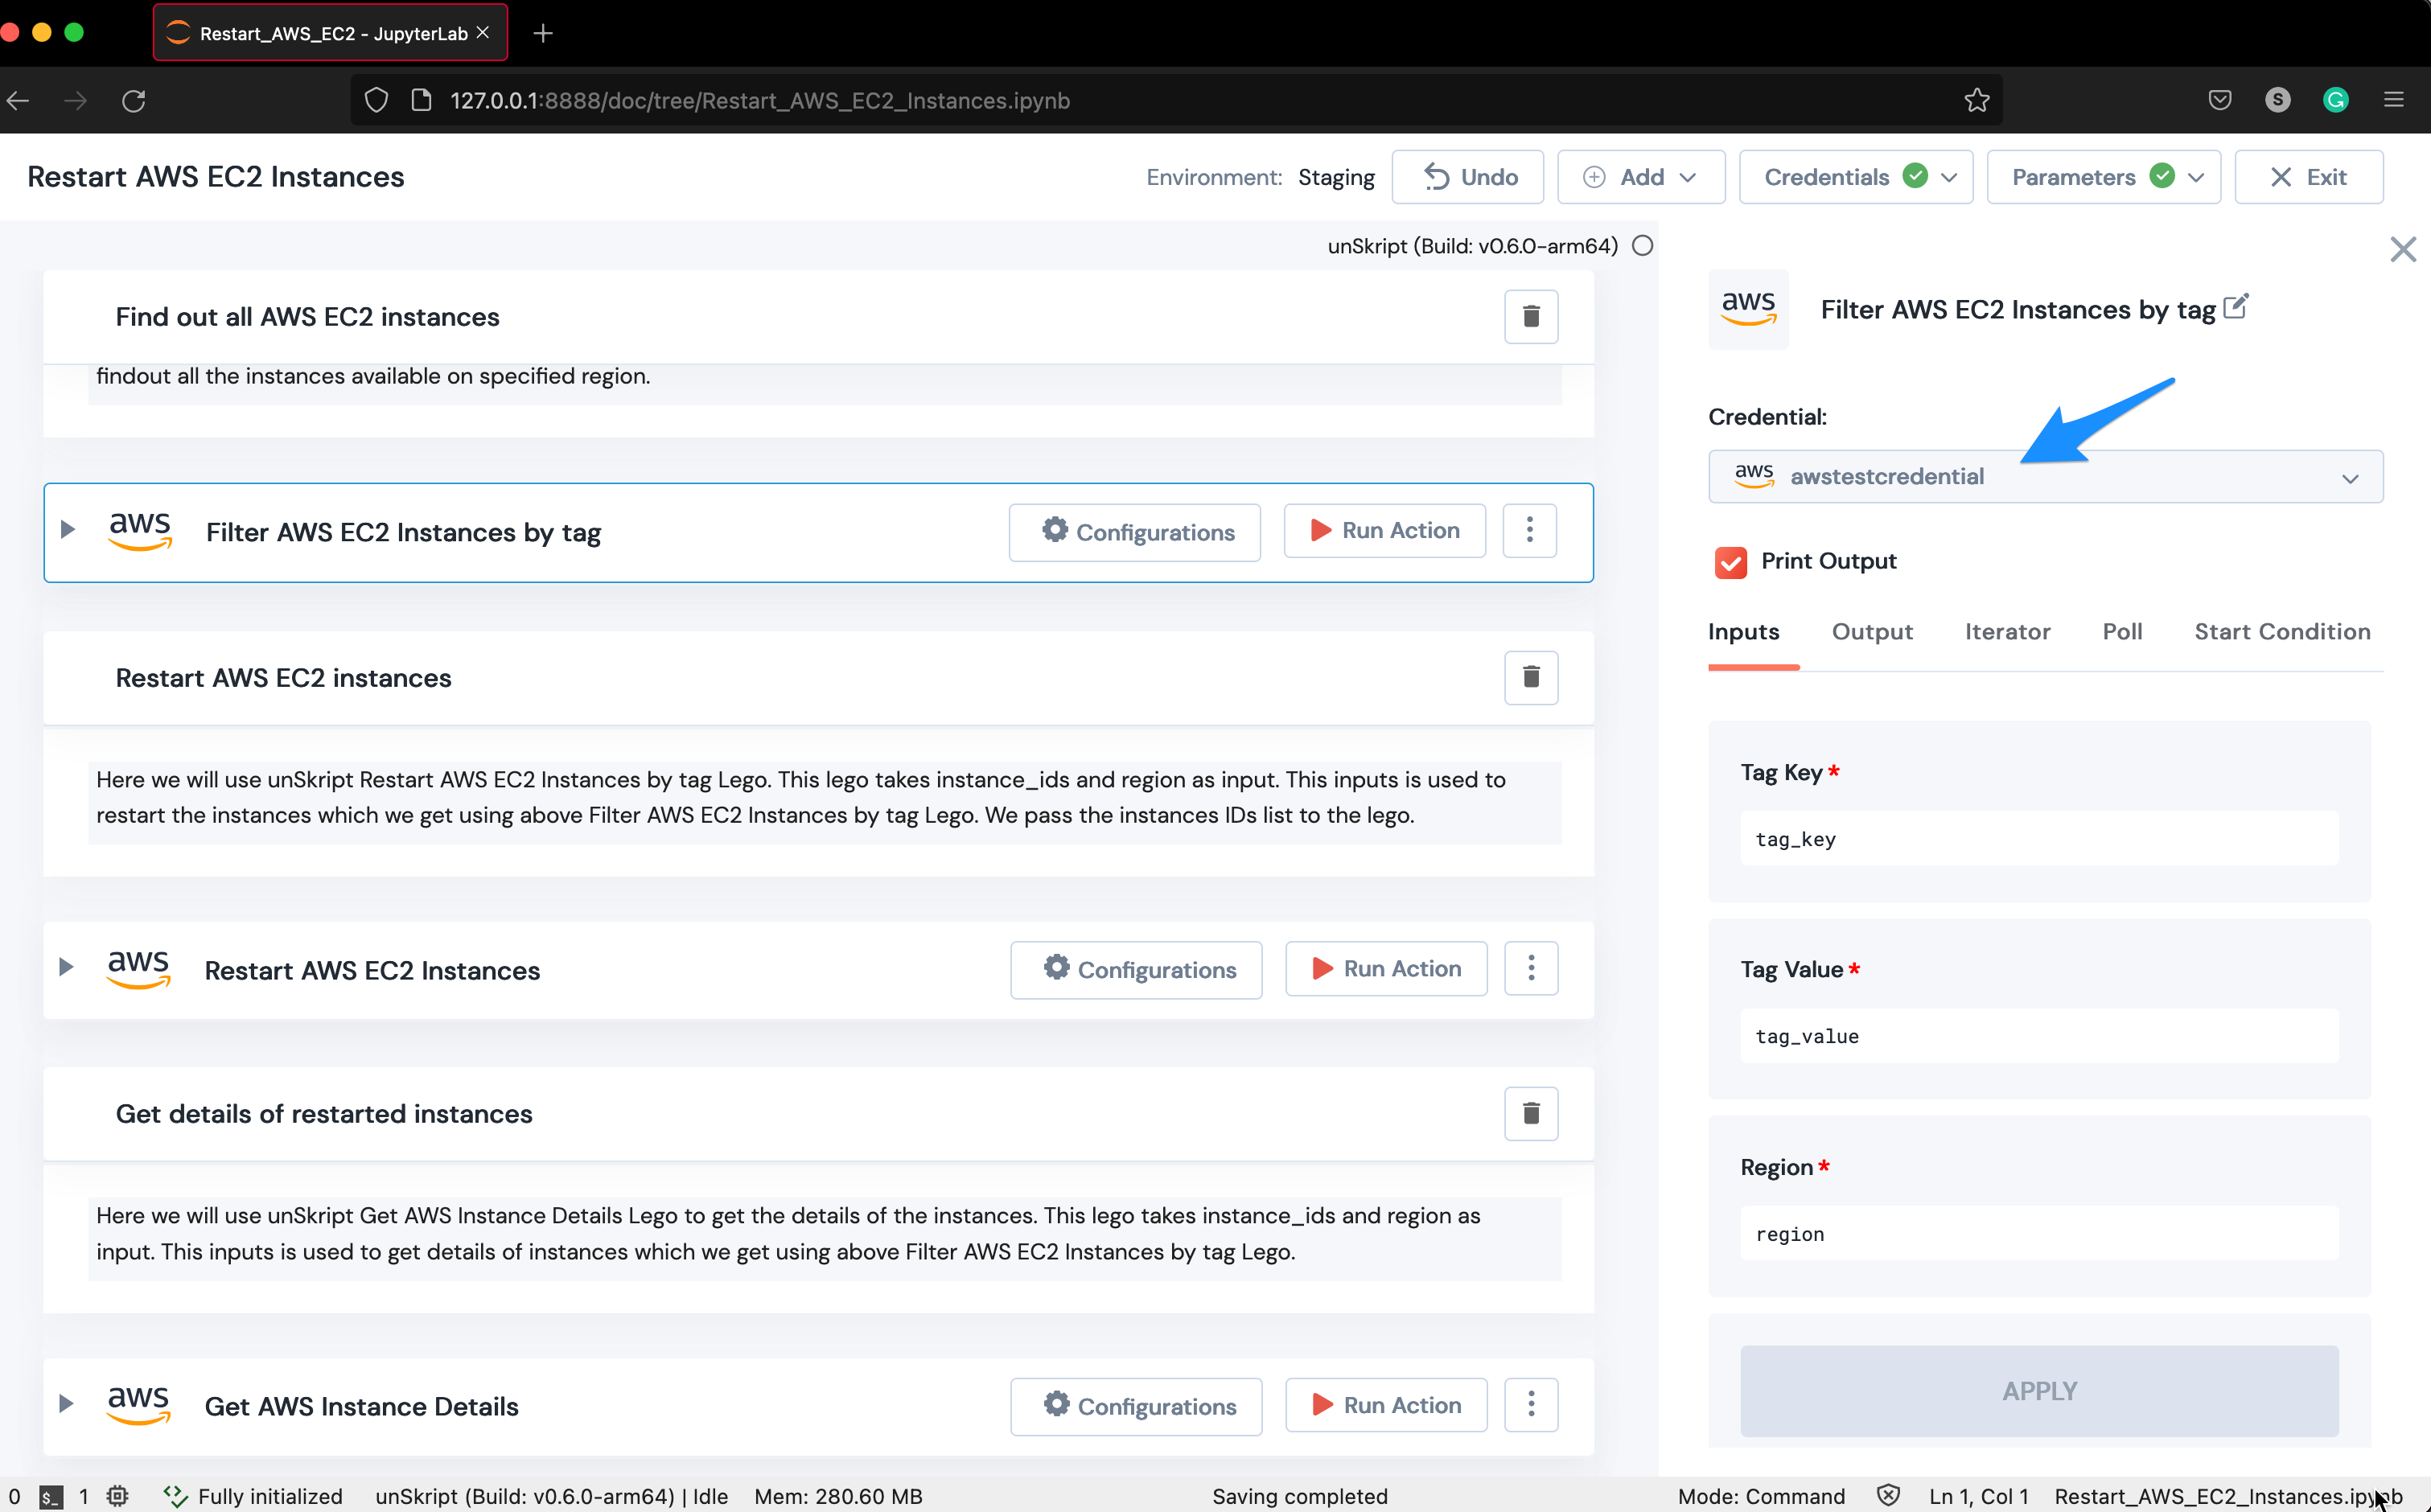 Restart_AWS_EC2 - JupyterLab
127.0.0.1:8888/doc/tree/Restart_AWS_EC2_Instances.ipynb
S
G
Restart AWS EC2 Instances
Environment: Staging
Undo
Add
Credentials
Parameters
Exit
unSkript (Build: v0.6.0-arm64)
Find out all AWS EC2 instances
findout all the instances available on specified region.
aws
Filter AWS EC2 Instances by tag
Configurations
Run Action
Restart AWS EC2 instances
Here we will use unSkript Restart AWS EC2 Instances by tag Lego. This lego takes instance_ids and region as input. This inputs is used to
restart the instances which we get using above Filter AWS EC2 Instances by tag Lego. We pass the instances IDs list to the lego.
aws
Restart AWS EC2 Instances
Configurations
Run Action
Get details of restarted instances
Here we will use unSkript Get AWS Instance Details Lego to get the details of the instances. This lego takes instance_ids and region as
input. This inputs is used to get details of instances which we get using above Filter AWS EC2 Instances by tag Lego.
aws
Get AWS Instance Details
Configurations
Run Action
aws
Filter AWS EC2 Instances by tag
Credential:
aws
awstestcredential
Print Output
Inputs
Output
Iterator
Poll
Start Condition
Tag Key*
tag_key
Tag Value*
tag_value
Region*
region
APPLY
0
$_
1
Fully initialized
unSkript (Build: v0.6.0-arm64) | Idle
Mem: 280.60 MB
Saving completed
Mode: Command
Ln 1, Col 1
Restart_AWS_EC2_Instances.ipynb